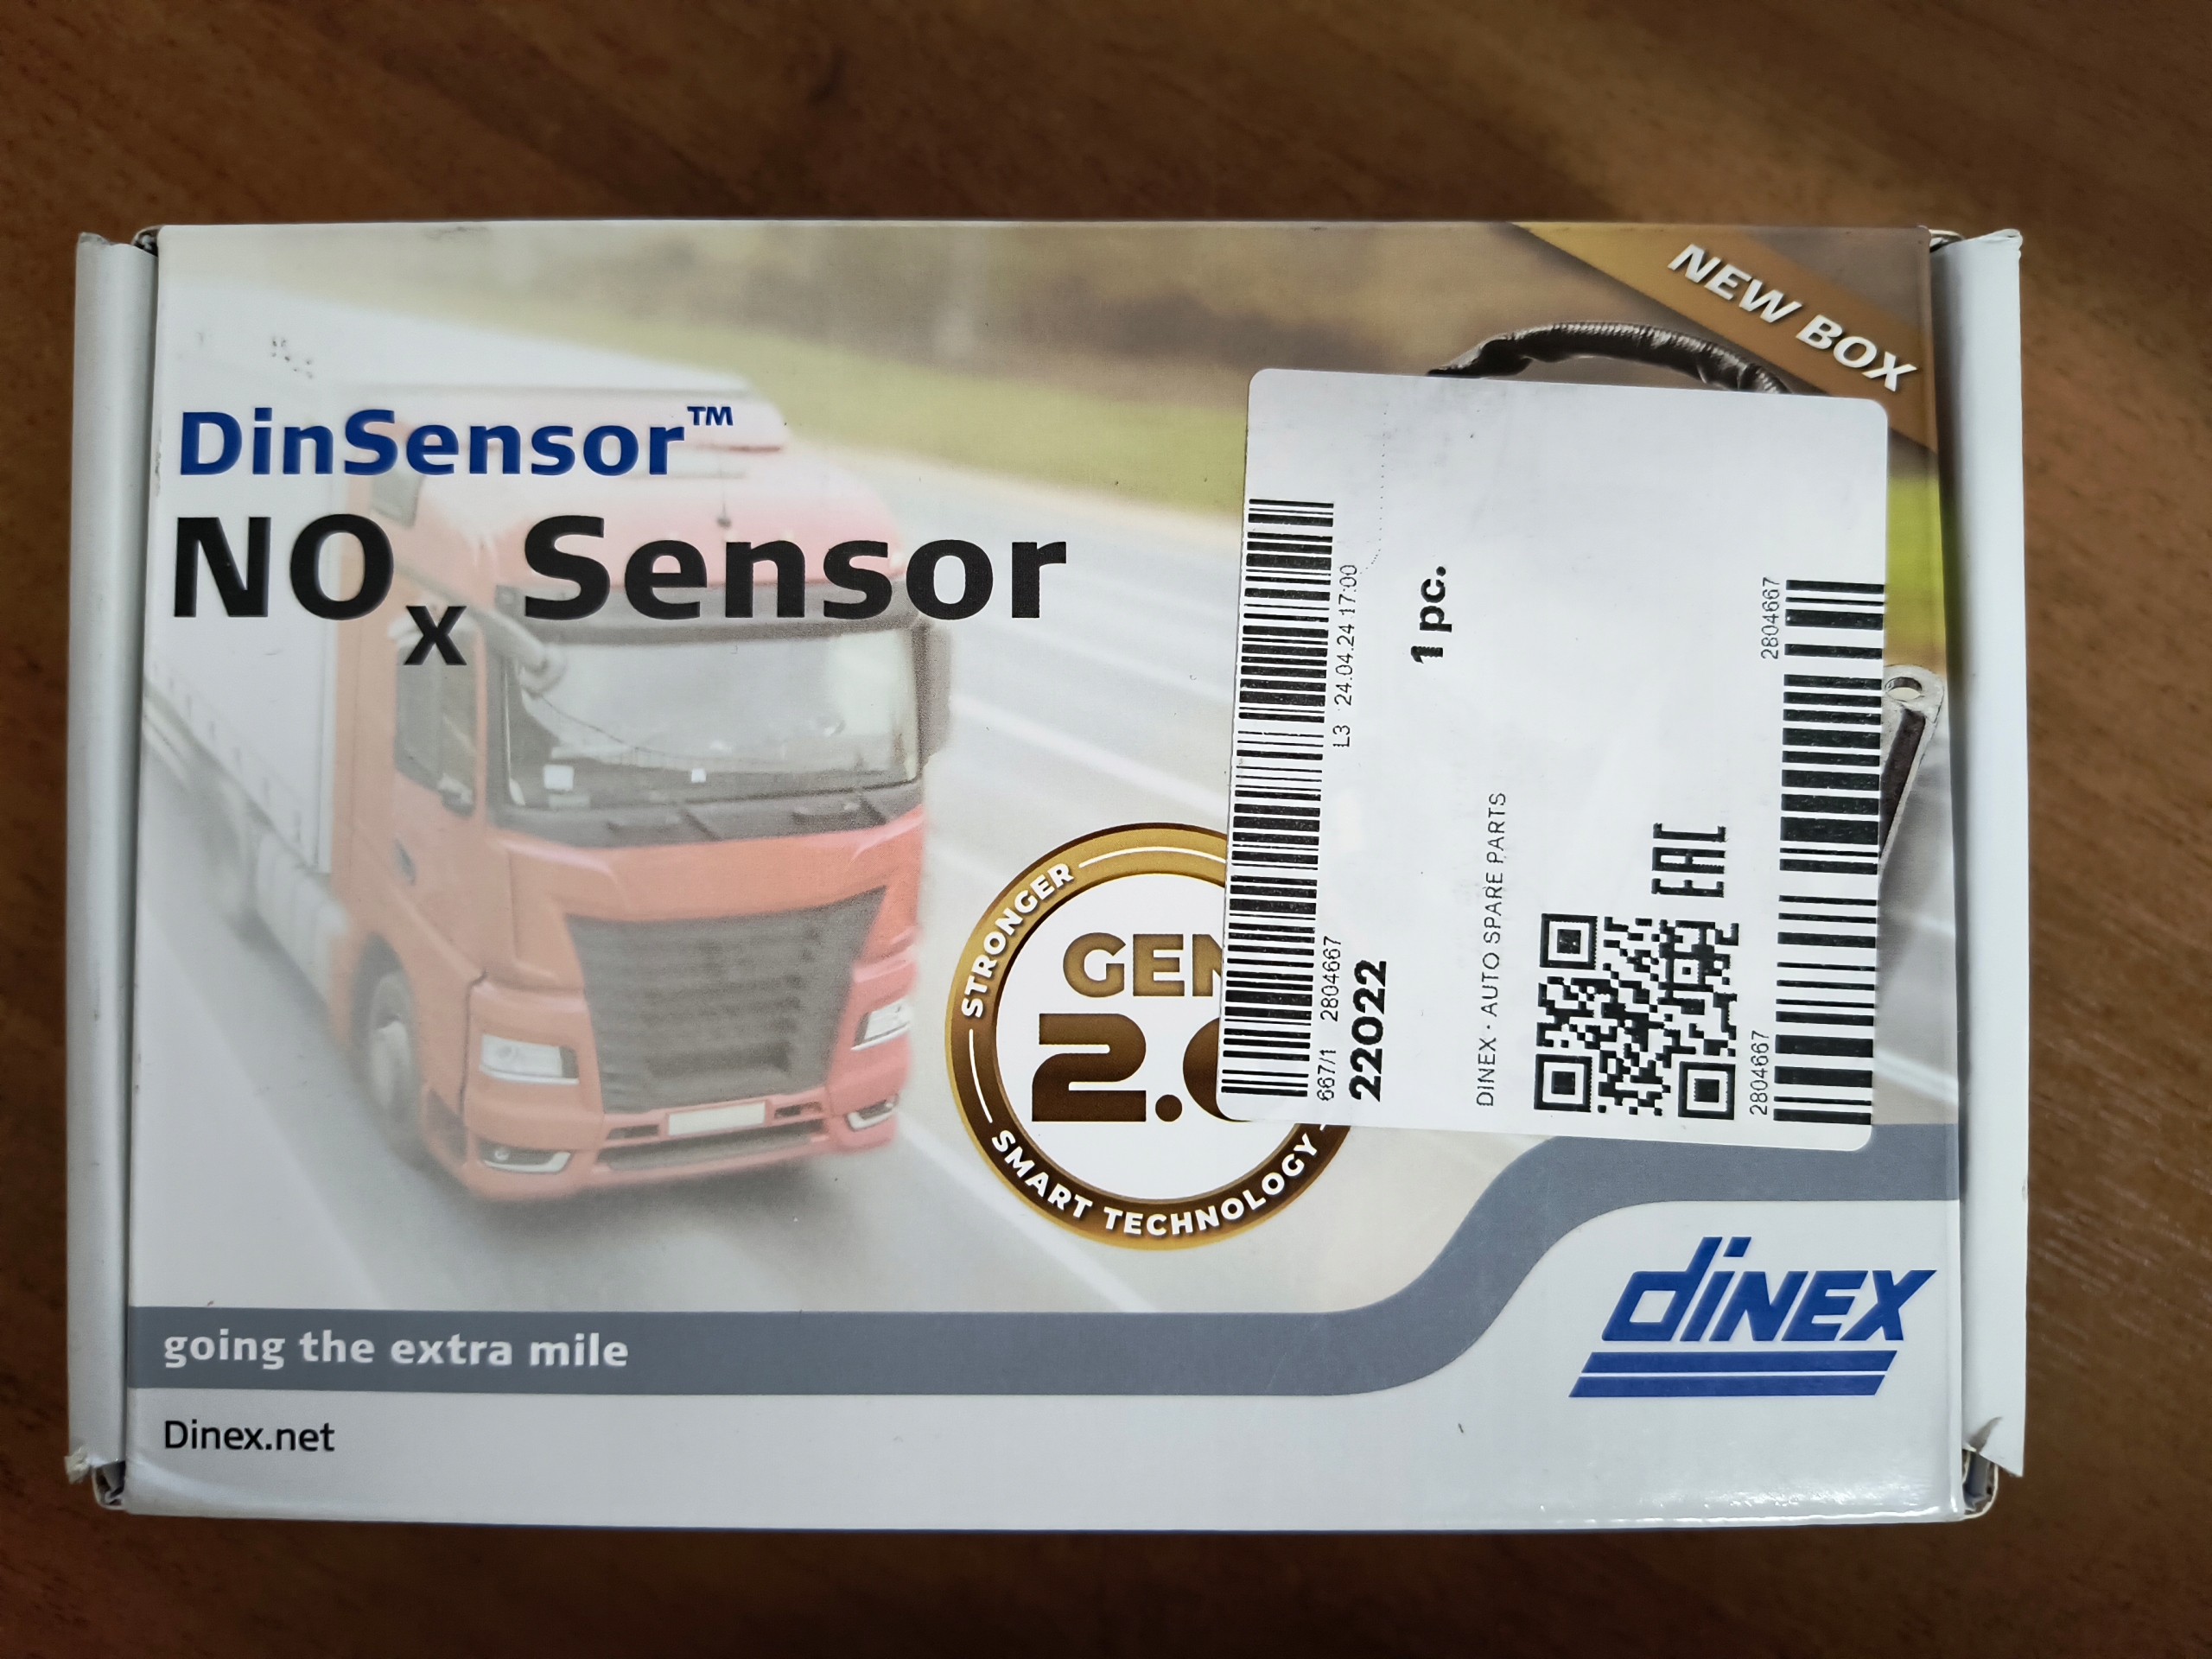 NEW BOX
DinSensor™
NOx Sensor
STRONGER
GEN
2.0
SMART TECHNOLOGY
667/1 2804667 L3 24.04.24 17:00
22022 1 pc.
DINEX · AUTO SPARE PARTS
EAC
2804667 2804667
DINEX
going the extra mile
Dinex.net